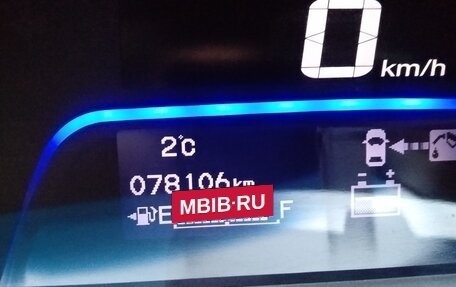 0 km/h
2°C
078106km
MBIB·RU
E F
- +